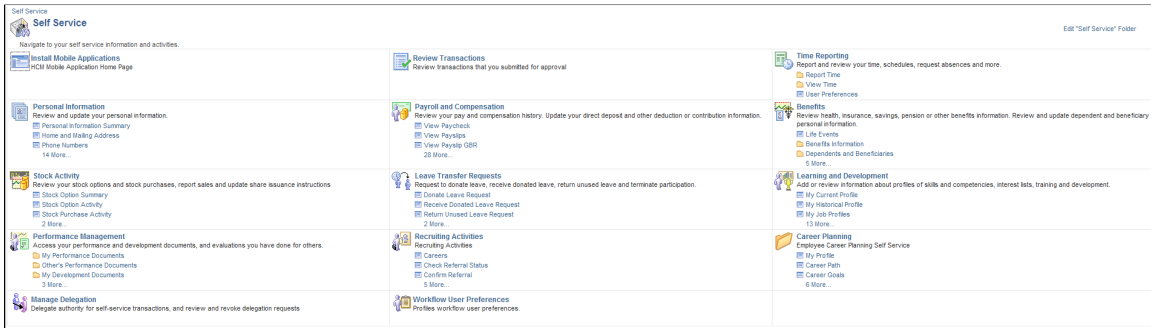 Self Service
Self Service
Edit "Self Service" Folder
Navigate to your self service information and activities.
Install Mobile Applications
HCM Mobile Application Home Page
Review Transactions
Review transactions that you submitted for approval
Time Reporting
Report and review your time, schedules, request absences and more.
Report Time
View Time
User Preferences
Personal Information
Review and update your personal information.
Personal Information Summary
Home and Mailing Address
Phone Numbers
14 More...
Payroll and Compensation
Review your pay and compensation history. Update your direct deposit and other deduction or contribution information.
View Paycheck
View Payslips
View Payslip GBR
28 More...
Benefits
Review health, insurance, savings, pension or other benefits information. Review and update dependent and beneficiary
personal information.
Life Events
Benefits Information
Dependents and Beneficiaries
5 More...
Stock Activity
Review your stock options and stock purchases, report sales and update share issuance instructions
Stock Option Summary
Stock Option Activity
Stock Purchase Activity
2 More...
Leave Transfer Requests
Request to donate leave, receive donated leave, return unused leave and terminate participation.
Donate Leave Request
Receive Donated Leave Request
Return Unused Leave Request
2 More...
Learning and Development
Add or review information about profiles of skills and competencies, interest lists, training and development.
My Current Profile
My Historical Profile
My Job Profiles
13 More...
Performance Management
Access your performance and development documents, and evaluations you have done for others.
My Performance Documents
Other's Performance Documents
My Development Documents
3 More...
Recruiting Activities
Recruiting Activities
Careers
Check Referral Status
Confirm Referral
5 More...
Career Planning
Employee Career Planning Self Service
My Profile
Career Path
Career Goals
6 More...
Manage Delegation
Delegate authority for self-service transactions, and review and revoke delegation requests
Workflow User Preferences
Profiles workflow user preferences.